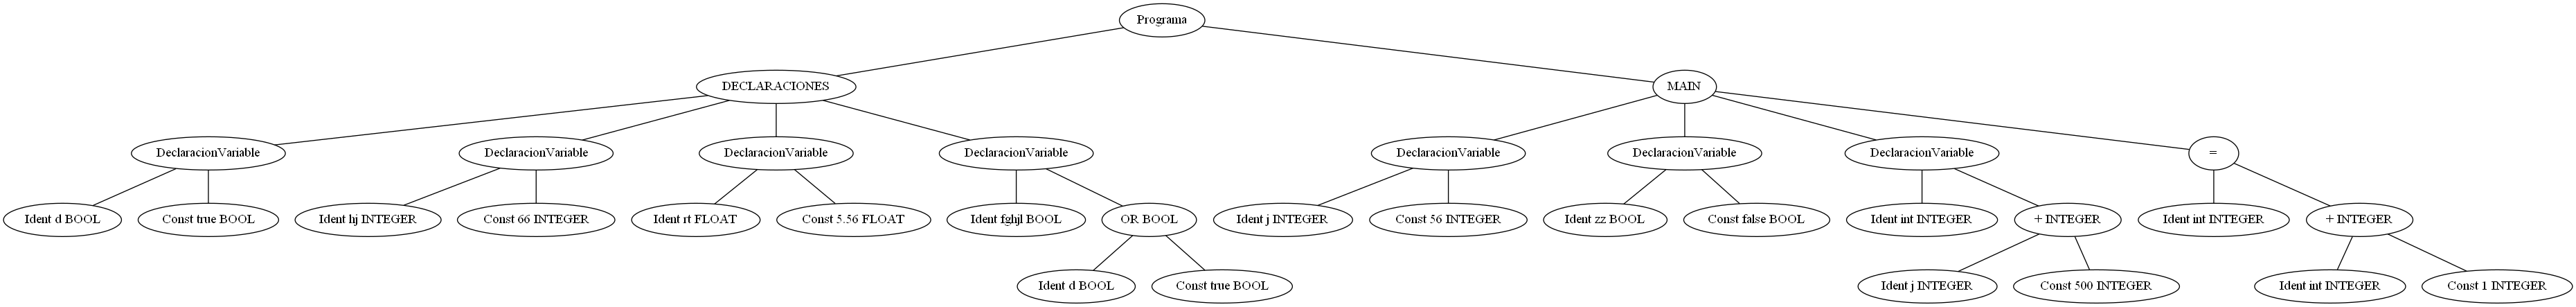 Programa
DECLARACIONES
MAIN
DeclaracionVariable
DeclaracionVariable
DeclaracionVariable
DeclaracionVariable
DeclaracionVariable
DeclaracionVariable
DeclaracionVariable
=
Ident d BOOL
Const true BOOL
Ident hj INTEGER
Const 66 INTEGER
Ident rt FLOAT
Const 5.56 FLOAT
Ident fghjl BOOL
OR BOOL
Ident j INTEGER
Const 56 INTEGER
Ident zz BOOL
Const false BOOL
Ident int INTEGER
+ INTEGER
Ident int INTEGER
+ INTEGER
Ident d BOOL
Const true BOOL
Ident j INTEGER
Const 500 INTEGER
Ident int INTEGER
Const 1 INTEGER